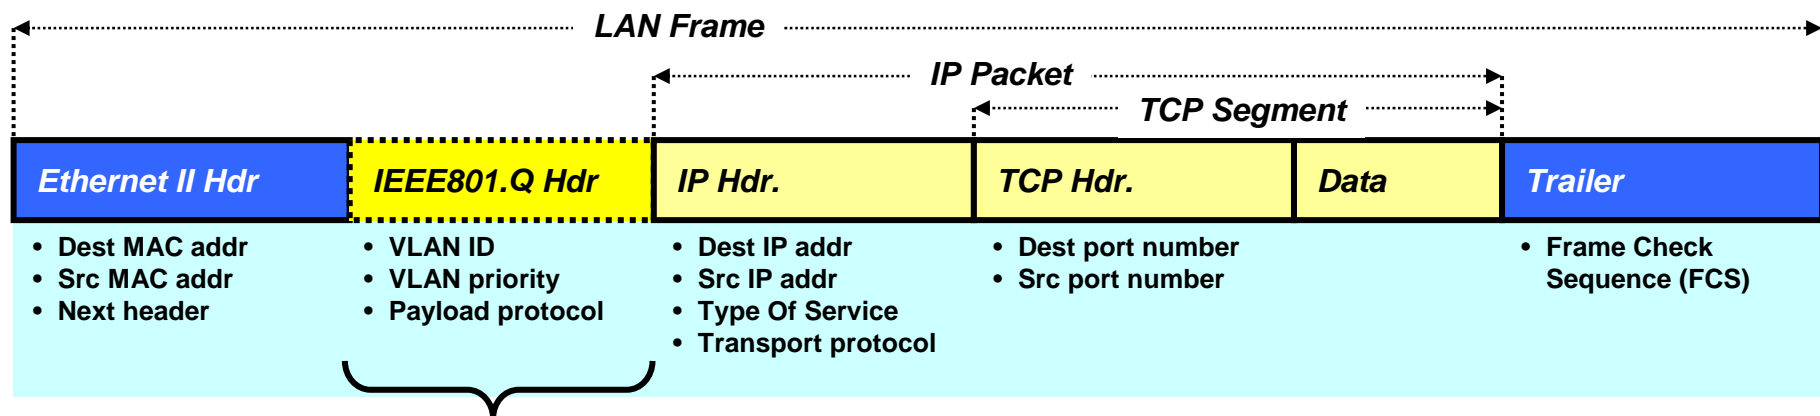 LAN Frame
IP Packet
TCP Segment
Ethernet II Hdr
IEEE801.Q Hdr
IP Hdr.
TCP Hdr.
Data
Trailer
• Dest MAC addr
• Src MAC addr
• Next header
• VLAN ID
• VLAN priority
• Payload protocol
• Dest IP addr
• Src IP addr
• Type Of Service
• Transport protocol
• Dest port number
• Src port number
• Frame Check
Sequence (FCS)